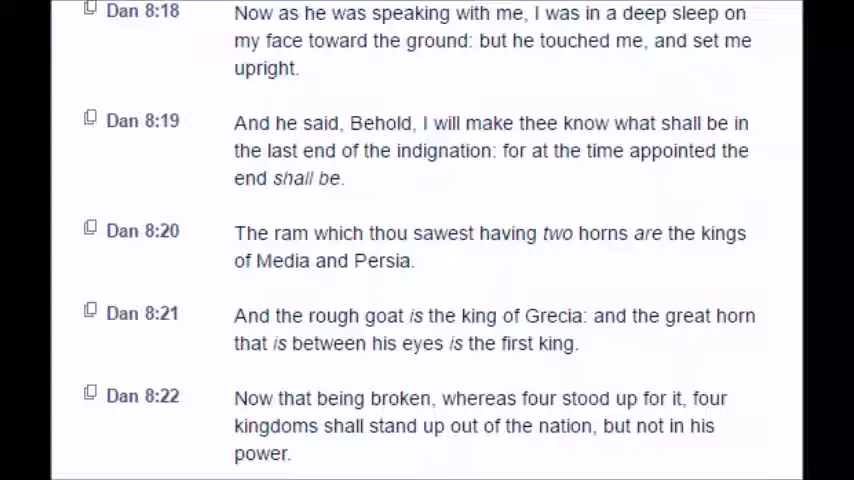 Dan 8:18 Now as he was speaking with me, I was in a deep sleep on
my face toward the ground: but he touched me, and set me
upright.
Dan 8:19 And he said, Behold, I will make thee know what shall be in
the last end of the indignation: for at the time appointed the
end shall be.
Dan 8:20 The ram which thou sawest having two horns are the kings
of Media and Persia.
Dan 8:21 And the rough goat is the king of Grecia: and the great horn
that is between his eyes is the first king.
Dan 8:22 Now that being broken, whereas four stood up for it, four
kingdoms shall stand up out of the nation, but not in his
power.